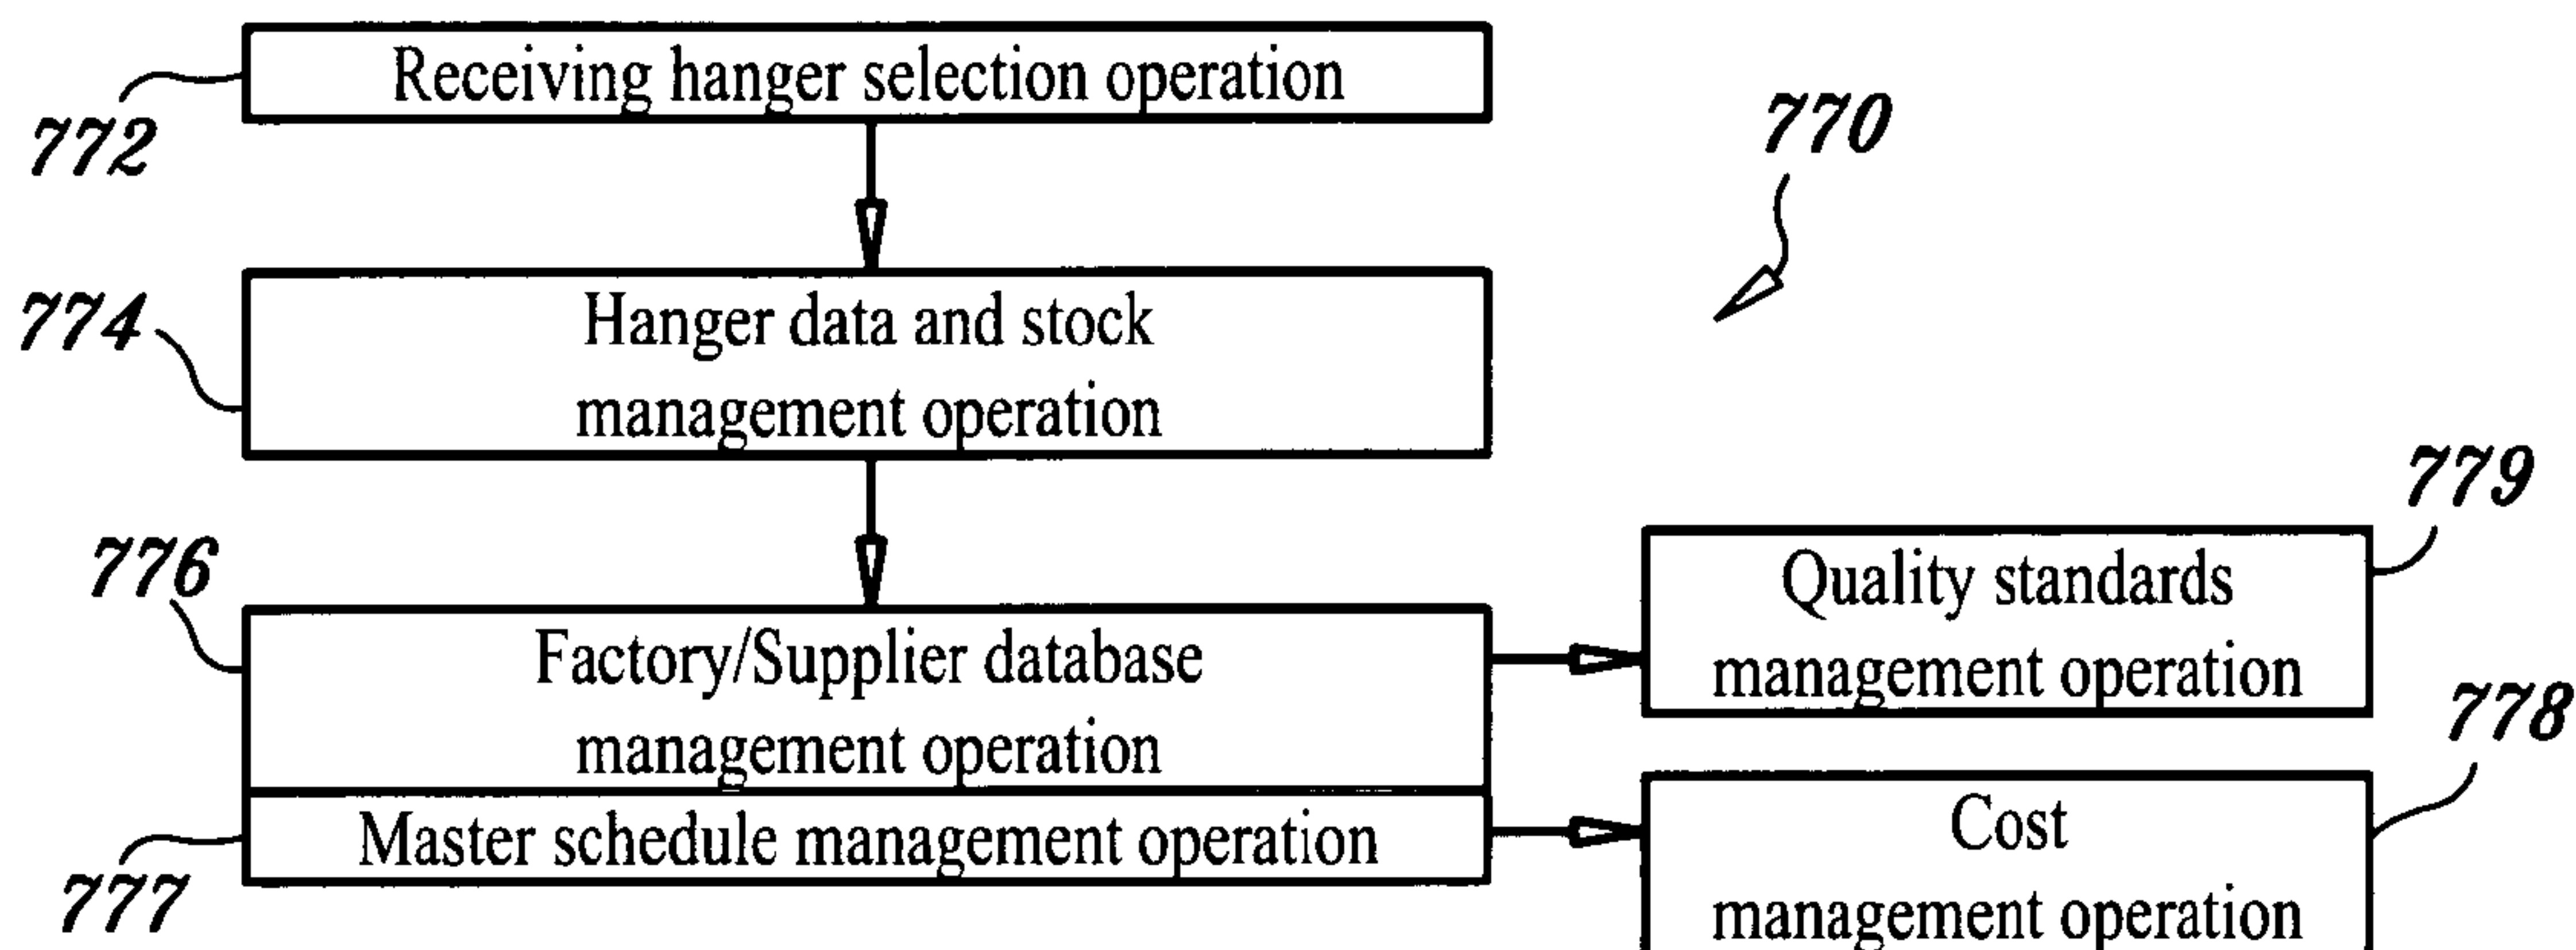 Receiving hanger selection operation
772
770
Hanger data and stock
management operation
774
776
Factory/Supplier database
management operation
779
Quality standards
management operation
778
Master schedule management operation
777
Cost
management operation